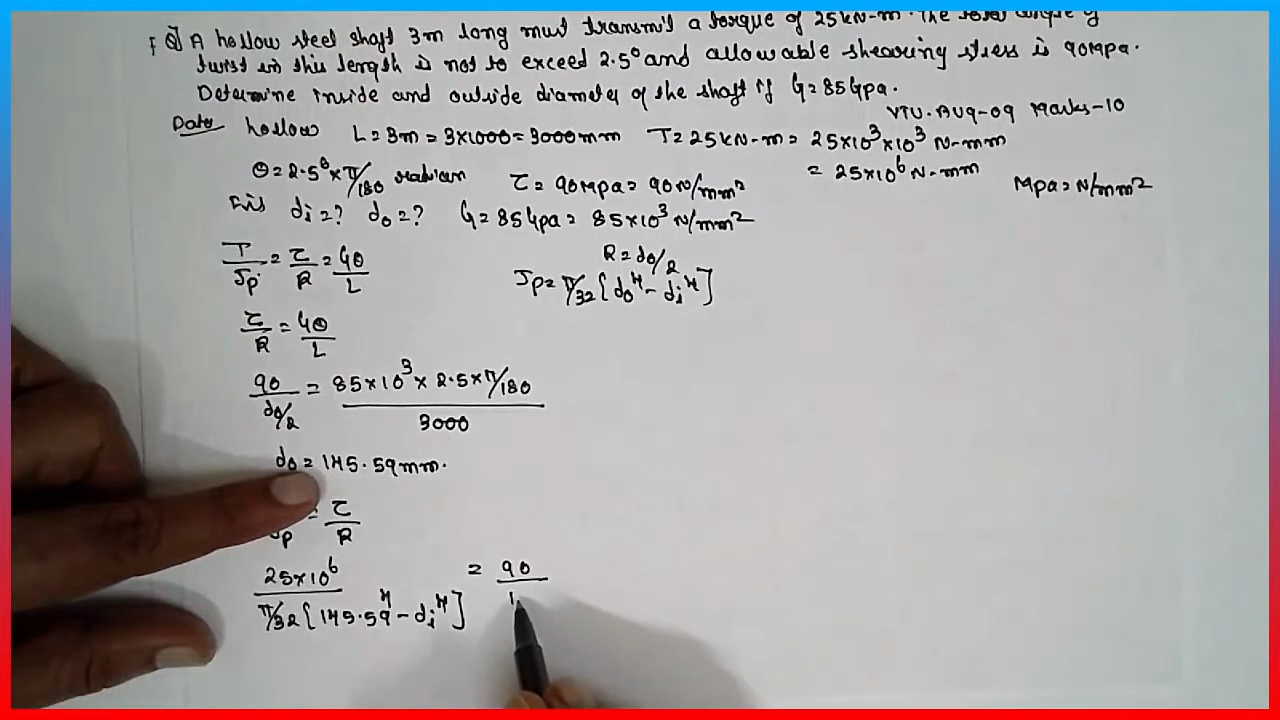 Q) A hollow steel shaft 3m long must transmit a torque of 25kN-m. The total angle of
twist in this length is not to exceed 2.5° and allowable shearing stress is 90Mpa.
Determine inside and outside diameter of the shaft if G=85Gpa.
VTU. AUG-09 Marks-10
Data hollow L=3m=3×1000=3000mm T=25kN-m=25×10³×10³ N-mm
=25×10⁶ N-mm
θ=2.5°×π/180 radian τ=90Mpa=90N/mm² Mpa=N/mm²
di=? do=? G=85Gpa=85×10³ N/mm²
T/Jp=τ/R=Gθ/L R=do/2
Jp=π/32[do⁴-di⁴]
τ/R=Gθ/L
90/do/2 = 85×10³×2.5×π/180 / 3000
do=145.59mm.
Jp = τ/R
25×10⁶ / π/32[145.59⁴-di⁴] = 90 / 1